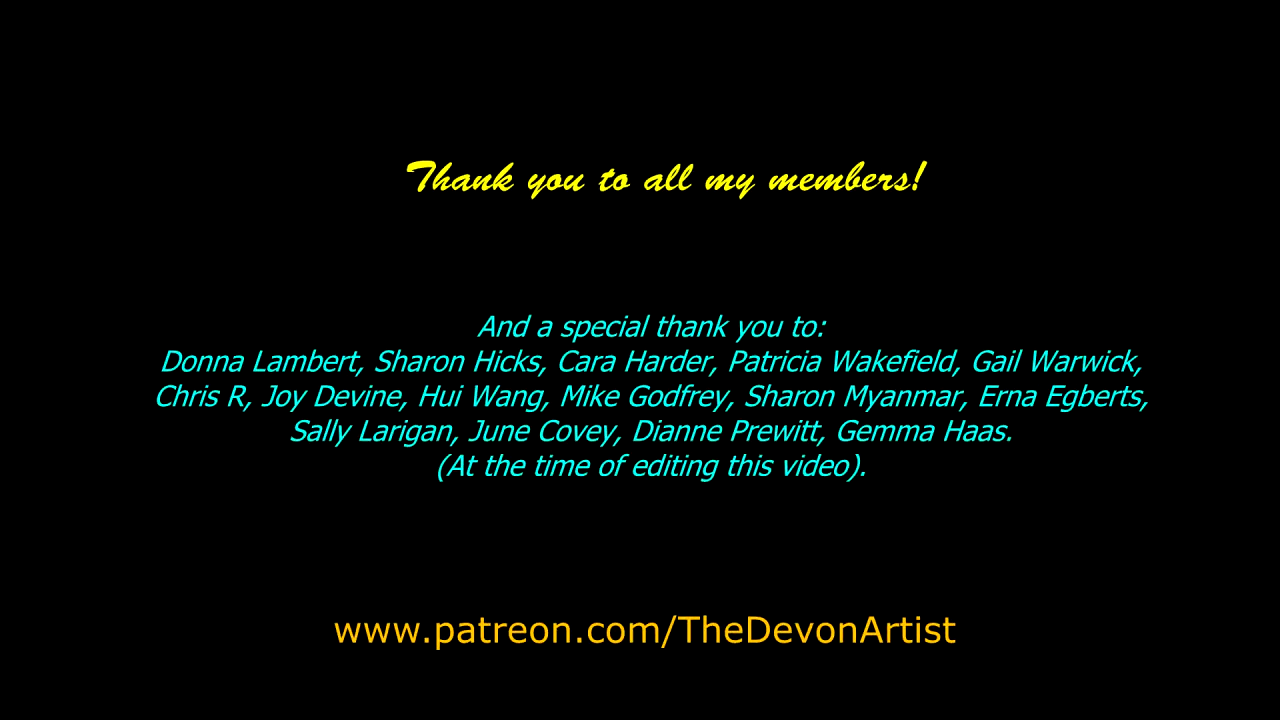 Thank you to all my members!
And a special thank you to:
Donna Lambert, Sharon Hicks, Cara Harder, Patricia Wakefield, Gail Warwick,
Chris R, Joy Devine, Hui Wang, Mike Godfrey, Sharon Myanmar, Erna Egberts,
Sally Larigan, June Covey, Dianne Prewitt, Gemma Haas.
(At the time of editing this video).
www.patreon.com/TheDevonArtist